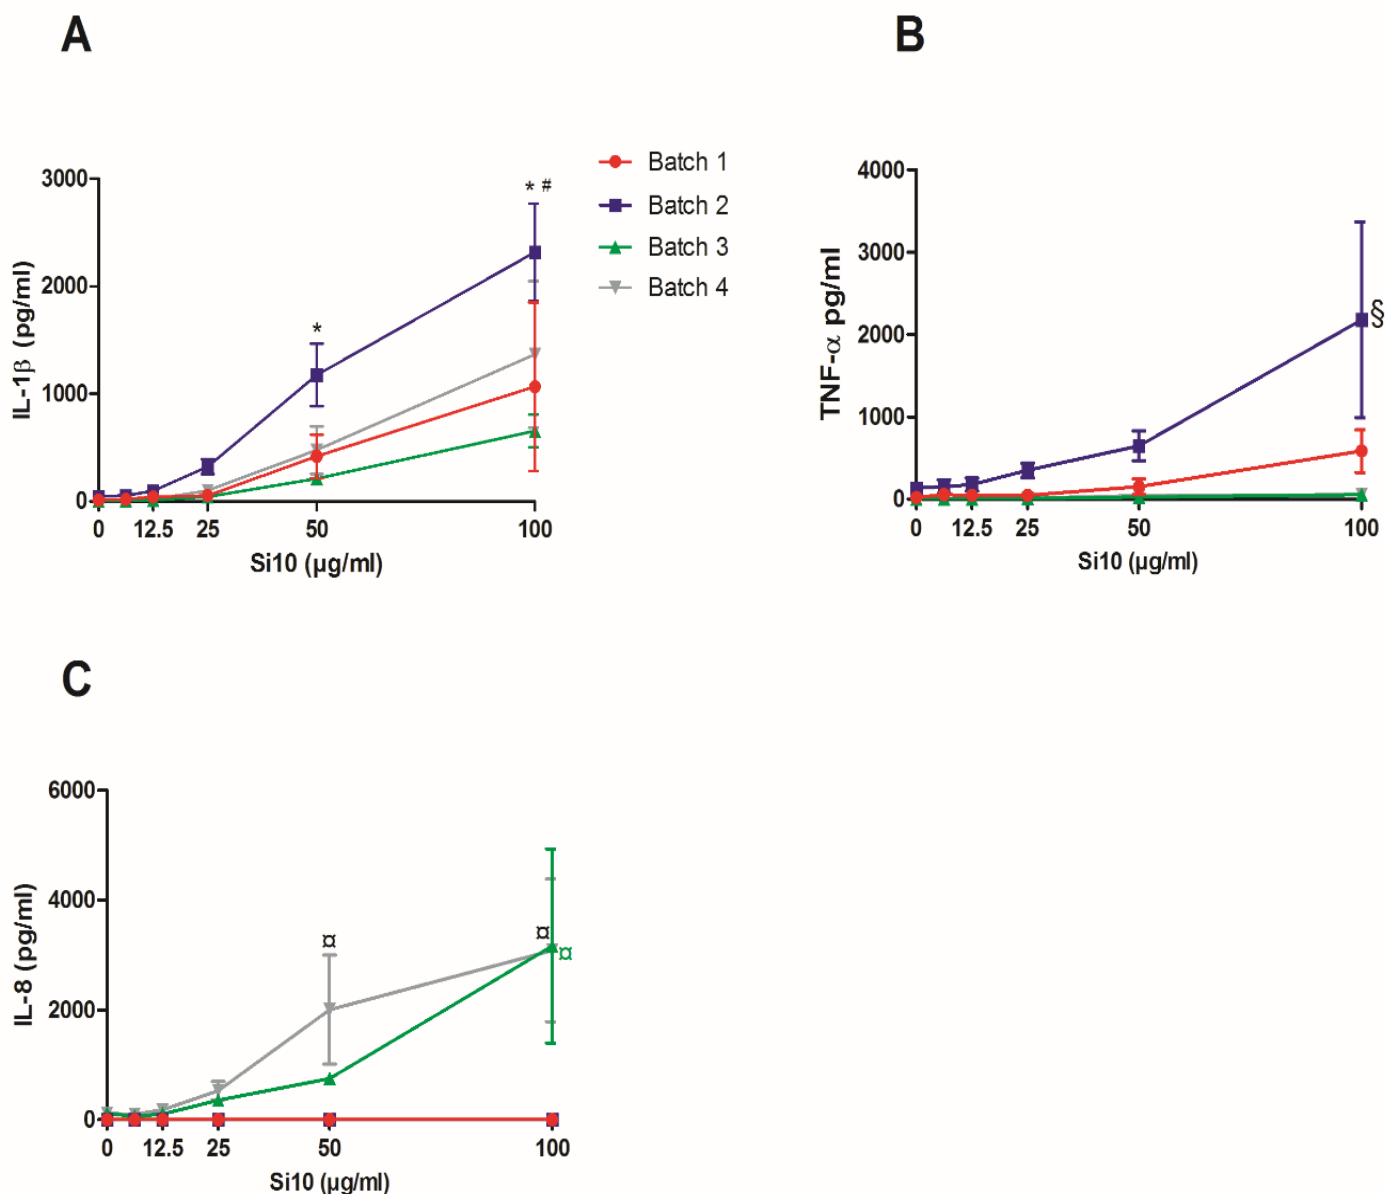 A
3000
2000
1000
0
IL-1β (pg/ml)
* 
* #
0 12.5 25 50 100
Si10 (µg/ml)
Batch 1
Batch 2
Batch 3
Batch 4
B
4000
3000
2000
1000
0
TNF-α pg/ml
§
0 12.5 25 50 100
Si10 (µg/ml)
C
6000
4000
2000
0
IL-8 (pg/ml)
¤
¤
¤
0 12.5 25 50 100
Si10 (µg/ml)